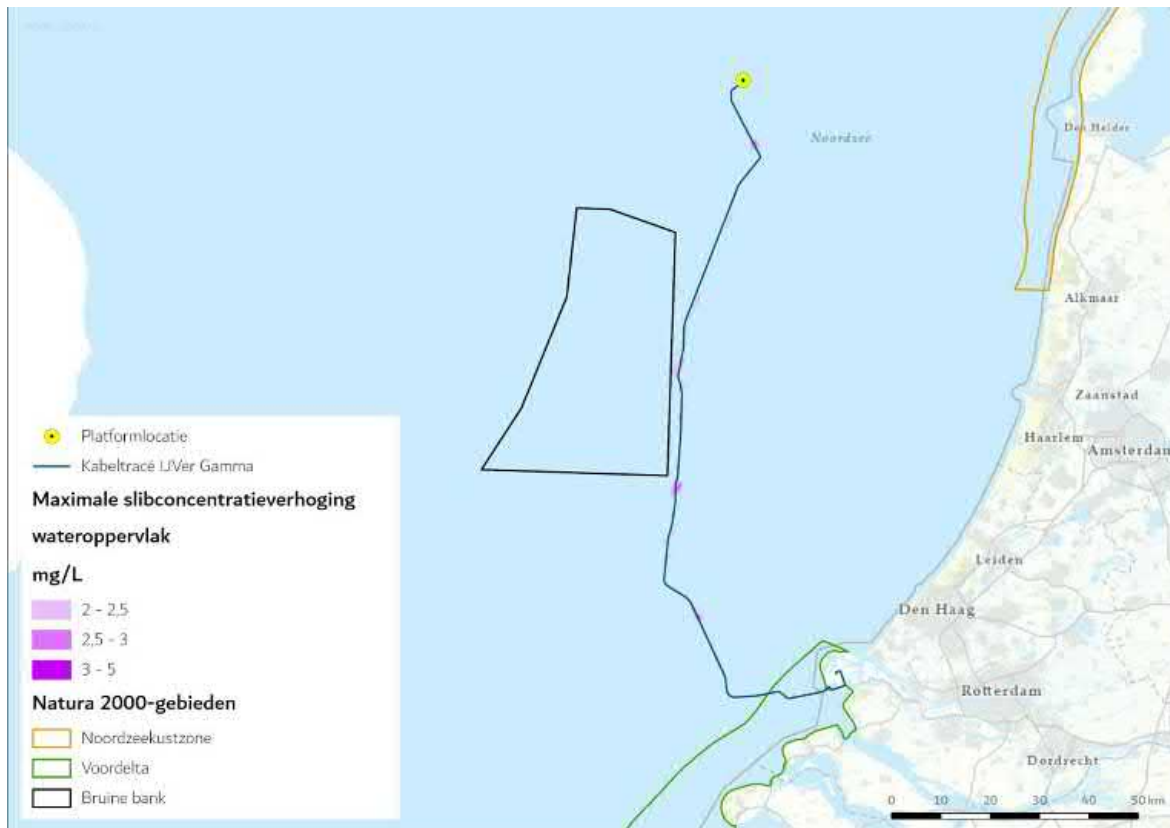 Noordzee
Den Helder
Alkmaar
Zaanstad
Haarlem
Amsterdam
Leiden
Den Haag
Rotterdam
Dordrecht
Platformlocatie
Kabeltracé IJVer Gamma
Maximale slibconcentratieverhoging
wateroppervlak
mg/L
2 - 2,5
2,5 - 3
3 - 5
Natura 2000-gebieden
Noordzeekustzone
Voordelta
Bruine bank
0 10 20 30 40 50 km